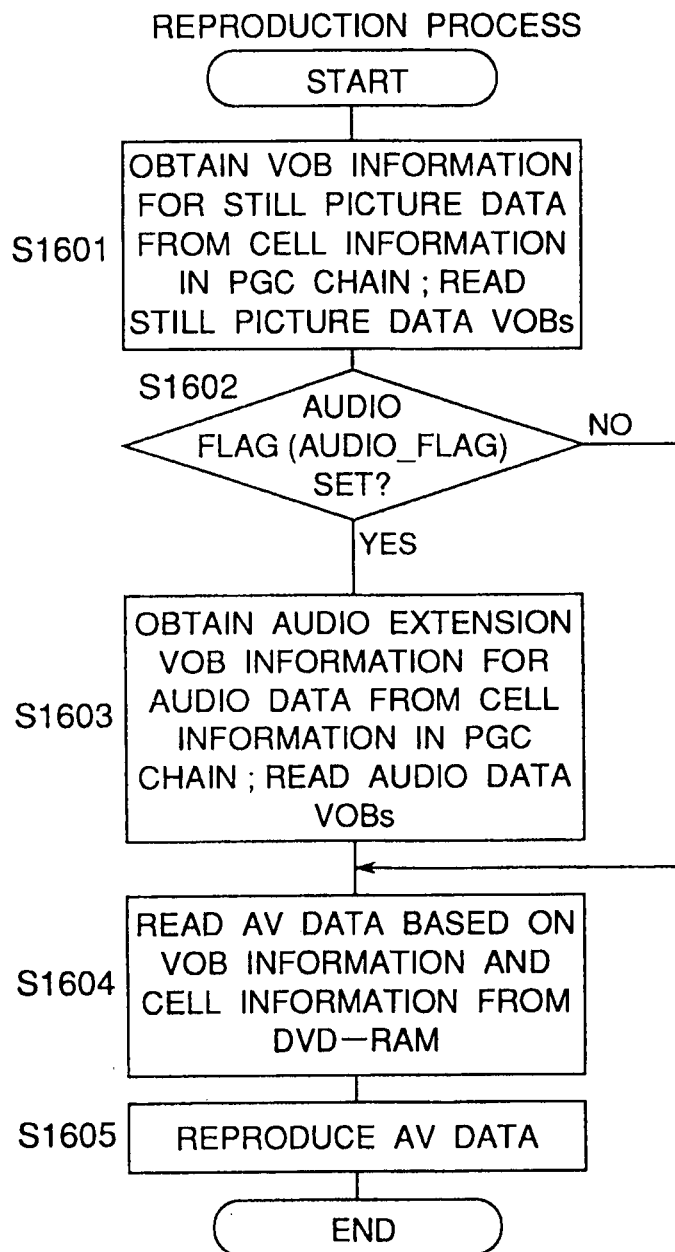 REPRODUCTION PROCESS
START
OBTAIN VOB INFORMATION
FOR STILL PICTURE DATA
FROM CELL INFORMATION
IN PGC CHAIN ; READ
STILL PICTURE DATA VOBs
S1601
S1602
AUDIO
FLAG (AUDIO_FLAG)
SET?
NO
YES
OBTAIN AUDIO EXTENSION
VOB INFORMATION FOR
AUDIO DATA FROM CELL
INFORMATION IN PGC
CHAIN ; READ AUDIO DATA
VOBs
S1603
READ AV DATA BASED ON
VOB INFORMATION AND
CELL INFORMATION FROM
DVD—RAM
S1604
S1605
REPRODUCE AV DATA
END